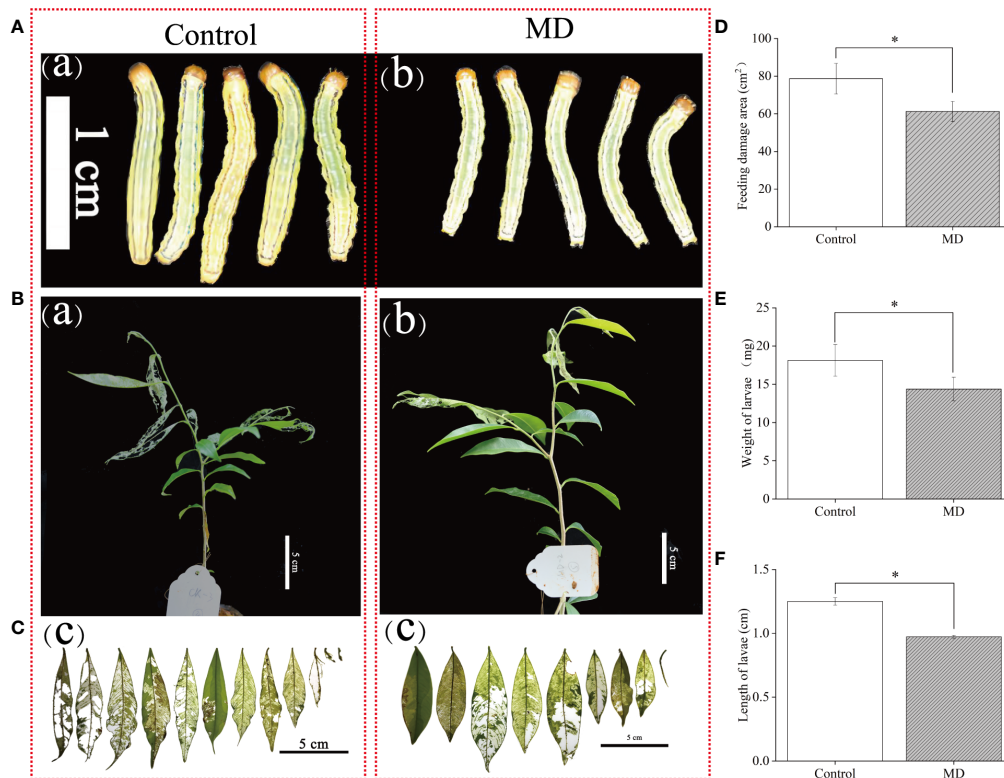 A
Control
MD
(a)
(b)
1 cm
B
(a)
(b)
5 cm
5 cm
C
(c)
(c)
5 cm
5 cm
D
100
80
60
40
20
0
Feeding damage area (cm²)
*
Control
MD
E
25
20
15
10
5
0
Weight of larvae (mg)
*
Control
MD
F
1.5
1.0
0.5
0.0
Length of lavae (cm)
*
Control
MD